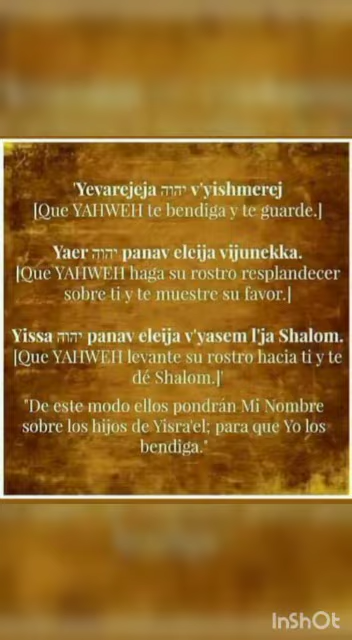 'Yevarejeja יהוה v'yishmerej
[Que YAHWEH te bendiga y te guarde.]
Yaer יהוה panav eleija vijunekka.
[Que YAHWEH haga su rostro resplandecer
sobre ti y te muestre su favor.]
Yissa יהוה panav eleija v'yasem l'ja Shalom.
[Que YAHWEH levante su rostro hacia ti y te
dé Shalom.]'
"De este modo ellos pondrán Mi Nombre
sobre los hijos de Yisra'el; para que Yo los
bendiga."
InShOt